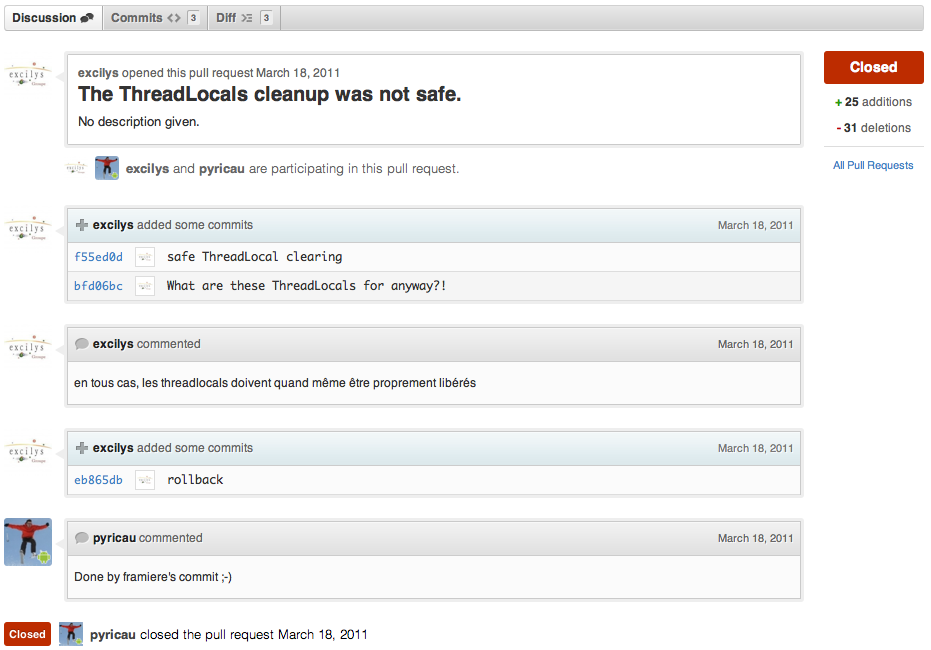 Discussion
Commits 3
Diff 3
excilys
excilys opened this pull request March 18, 2011
The ThreadLocals cleanup was not safe.
No description given.
Closed
+ 25 additions
- 31 deletions
All Pull Requests
excilys and pyricau are participating in this pull request.
excilys
excilys added some commits March 18, 2011
f55ed0d safe ThreadLocal clearing
bfd06bc What are these ThreadLocals for anyway?!
excilys
excilys commented March 18, 2011
en tous cas, les threadlocals doivent quand même être proprement libérés
excilys
excilys added some commits March 18, 2011
eb865db rollback
pyricau commented March 18, 2011
Done by framiere's commit ;-)
Closed pyricau closed the pull request March 18, 2011